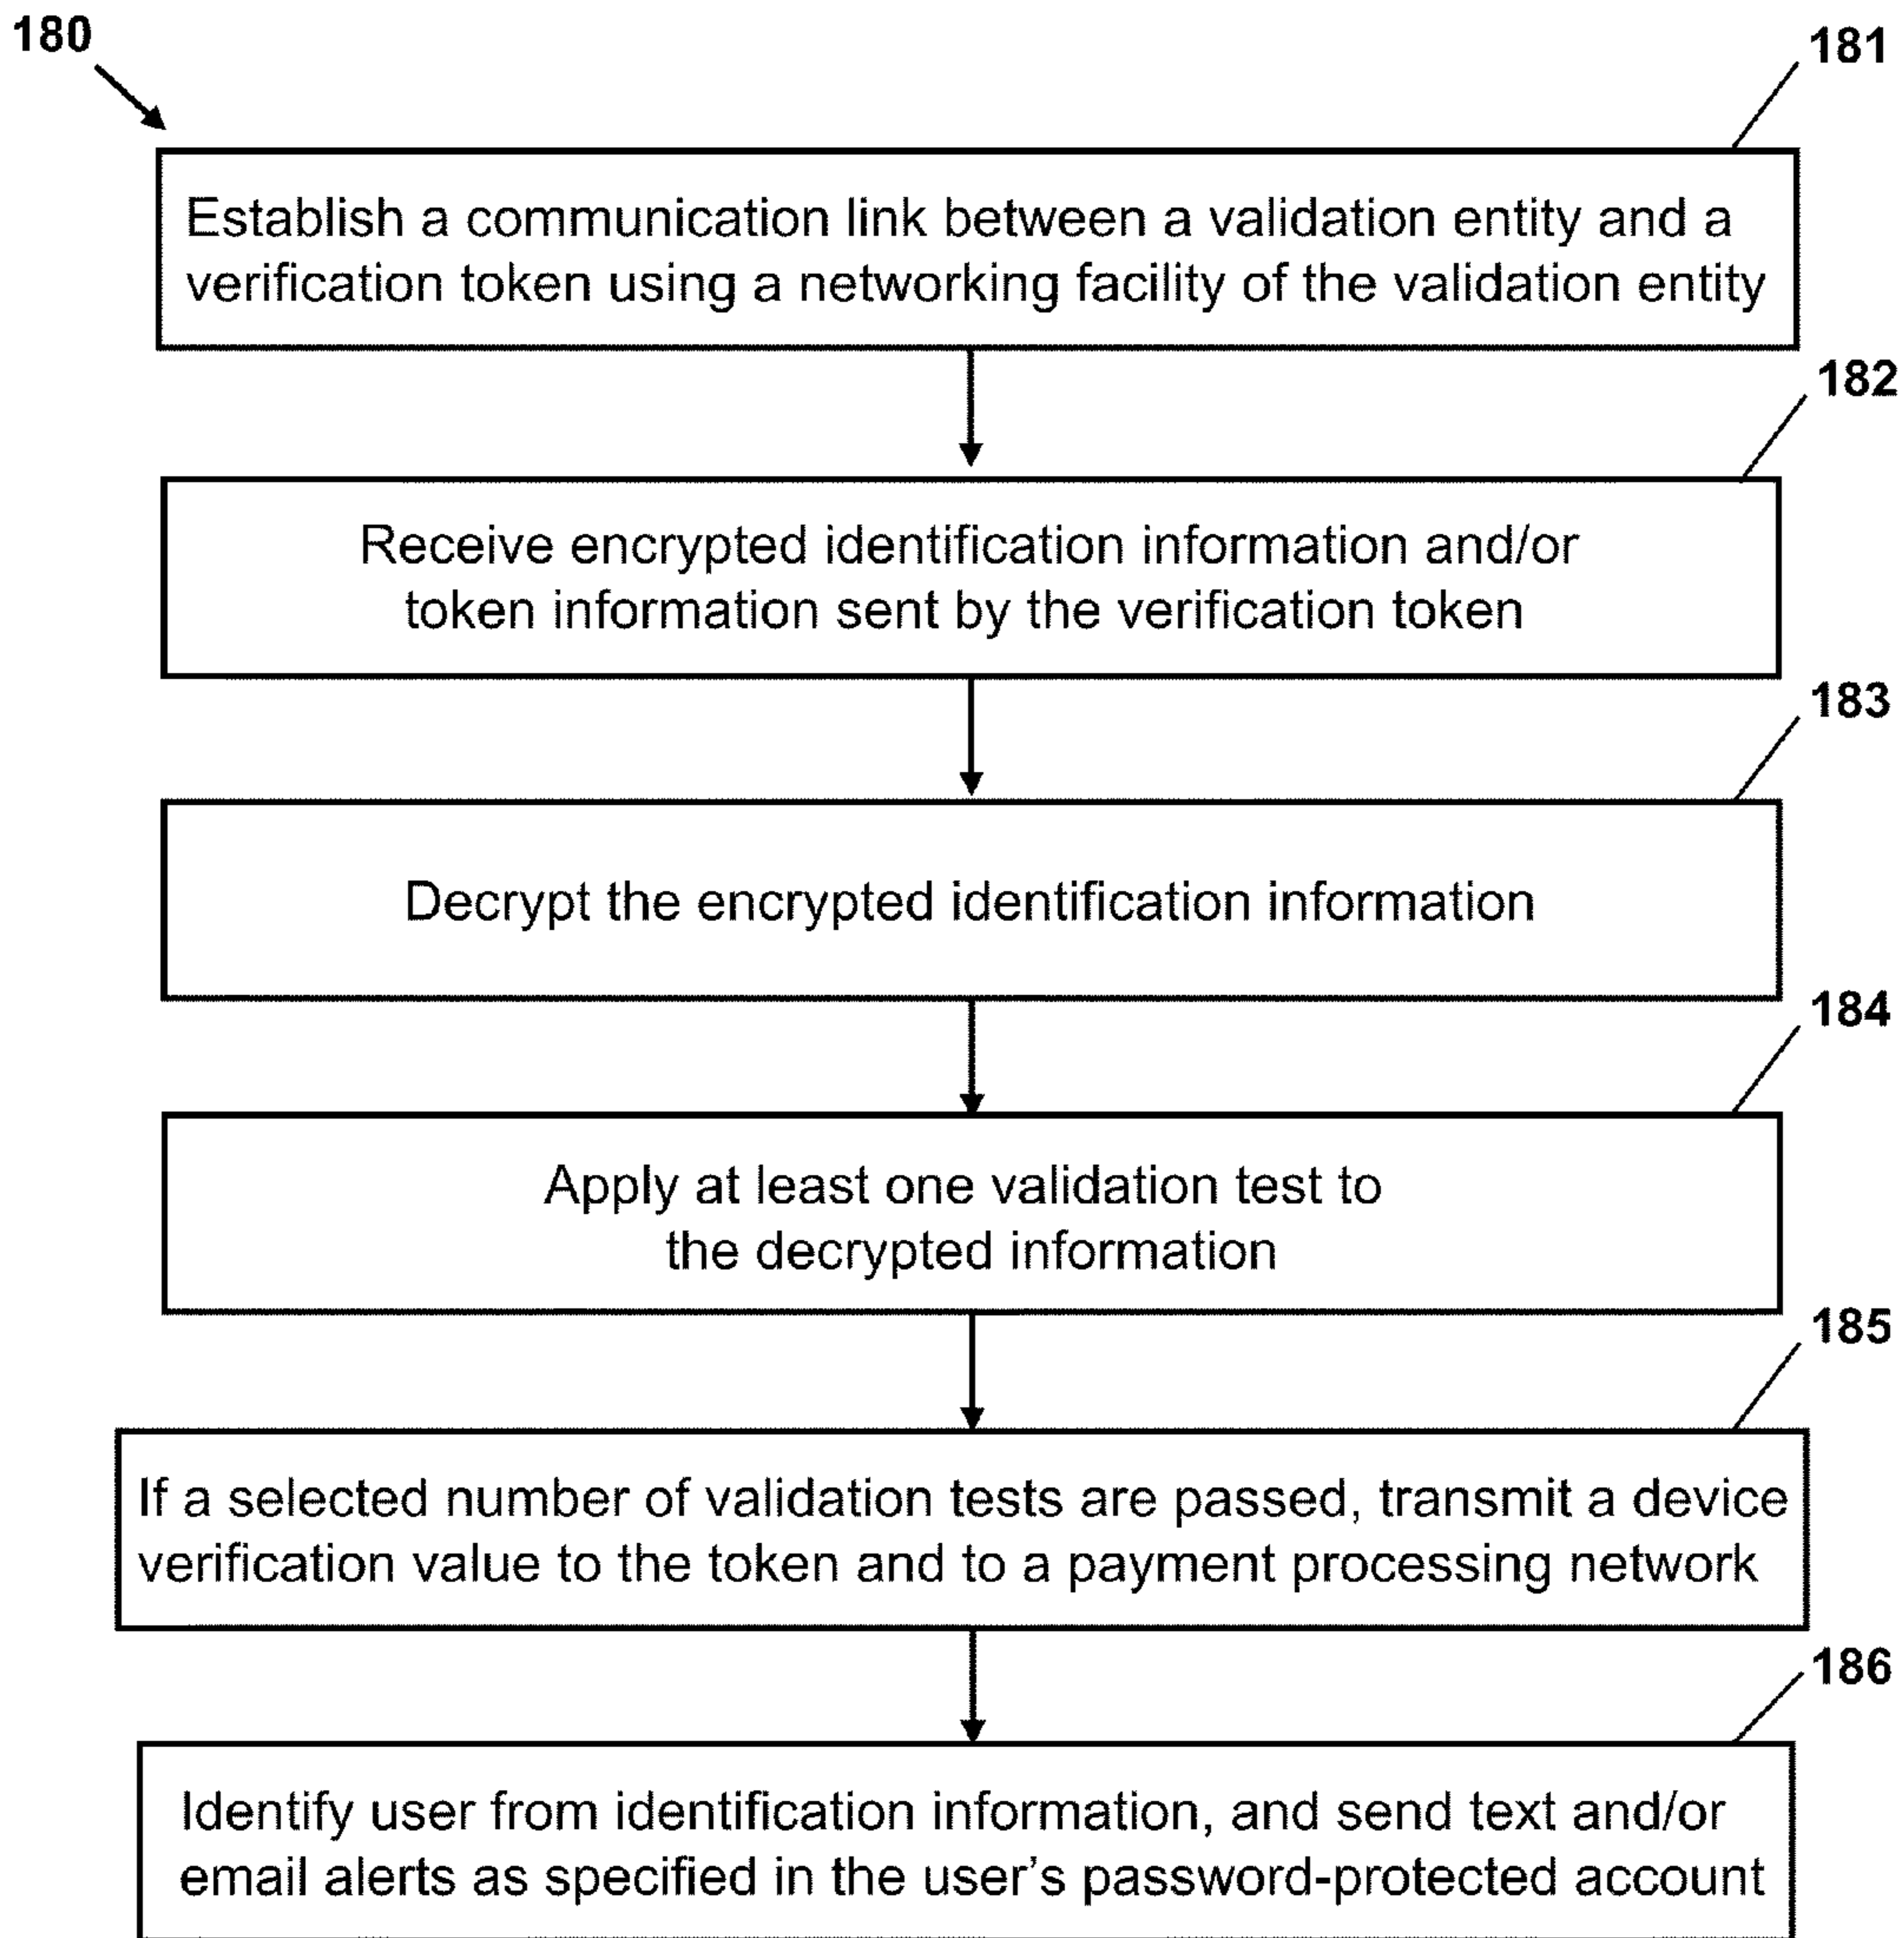 180
181
Establish a communication link between a validation entity and a
verification token using a networking facility of the validation entity
182
Receive encrypted identification information and/or
token information sent by the verification token
183
Decrypt the encrypted identification information
184
Apply at least one validation test to
the decrypted information
185
If a selected number of validation tests are passed, transmit a device
verification value to the token and to a payment processing network
186
Identify user from identification information, and send text and/or
email alerts as specified in the user’s password-protected account